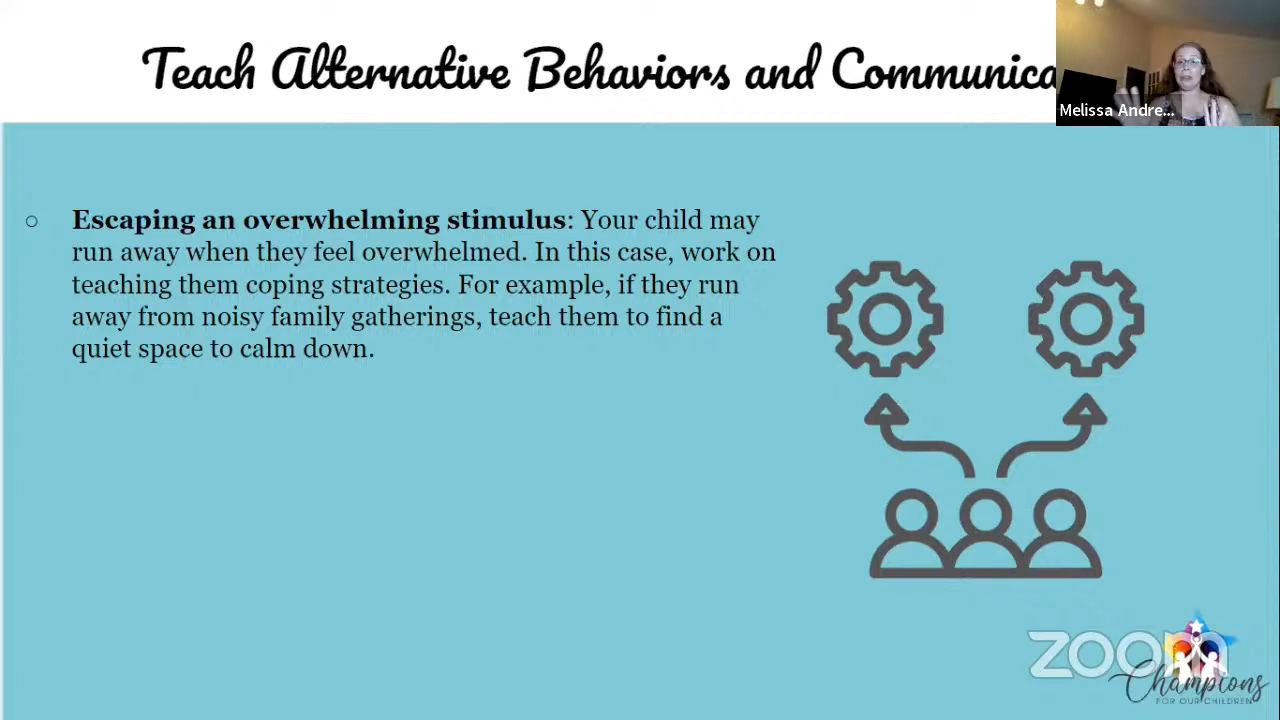 Teach Alternative Behaviors and Communica
Melissa Andre...
○ Escaping an overwhelming stimulus: Your child may
run away when they feel overwhelmed. In this case, work on
teaching them coping strategies. For example, if they run
away from noisy family gatherings, teach them to find a
quiet space to calm down.
zoom
Champions
FOR OUR CHILDREN